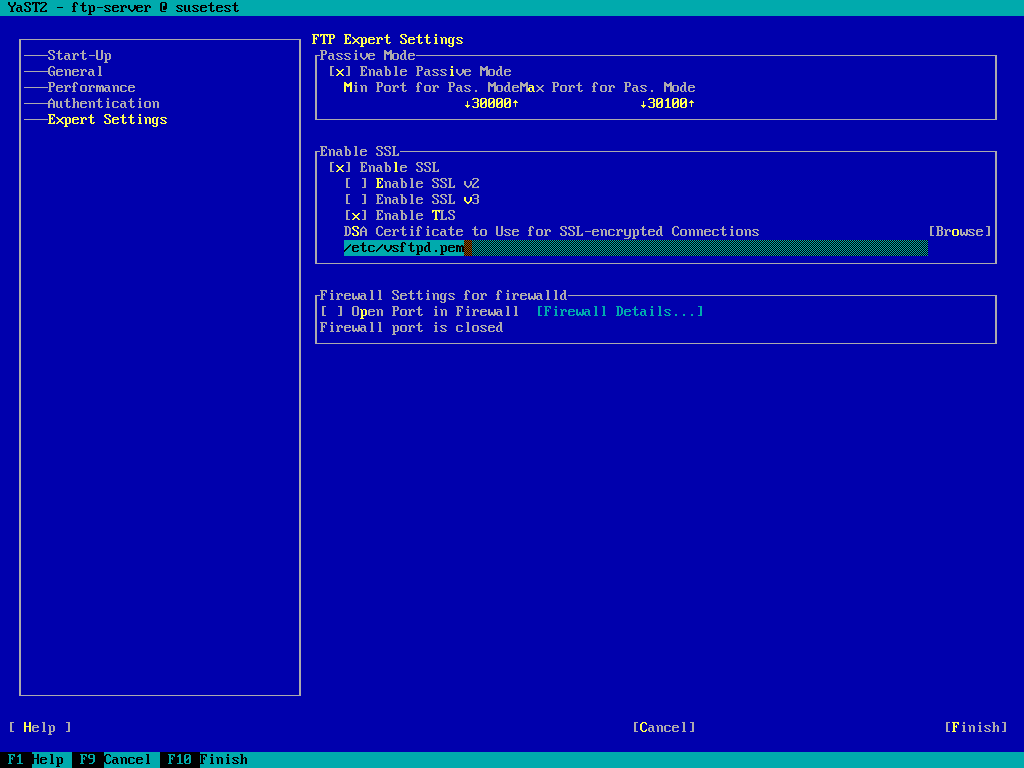 YaST2 - ftp-server @ susetest
Start-Up
General
Performance
Authentication
Expert Settings
FTP Expert Settings
Passive Mode
[x] Enable Passive Mode
Min Port for Pas. ModeMax Port for Pas. Mode
↓30000↑ ↓30100↑
Enable SSL
[x] Enable SSL
[ ] Enable SSL v2
[ ] Enable SSL v3
[x] Enable TLS
DSA Certificate to Use for SSL-encrypted Connections [Browse]
/etc/vsftpd.pem
Firewall Settings for firewalld
[ ] Open Port in Firewall [Firewall Details...]
Firewall port is closed
[ Help ] [Cancel] [Finish]
F1 Help F9 Cancel F10 Finish